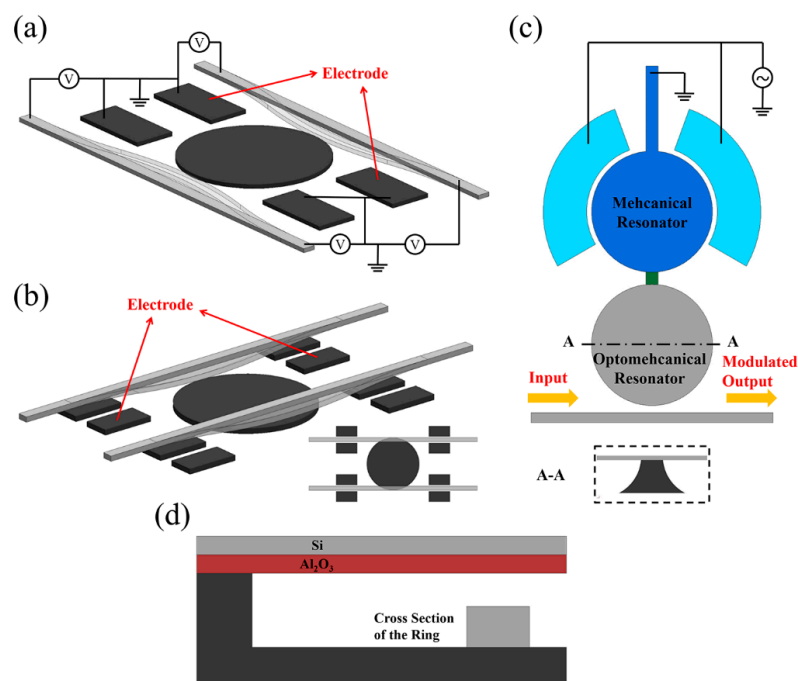 (a)
V
V
Electrode
V
V
(b)
Electrode
(c)
Mehcanical
Resonator
A
A
Optomehcanical
Resonator
Input
Modulated
Output
A-A
(d)
Si
Al₂O₃
Cross Section
of the Ring